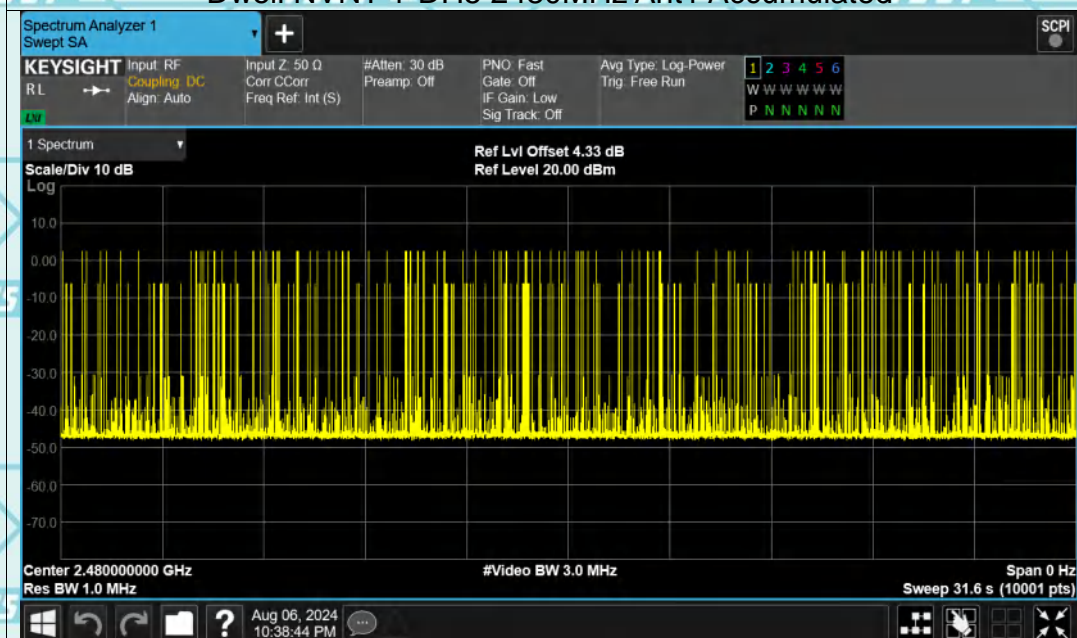 Spectrum Analyzer 1
Swept SA
+
SCPI
KEYSIGHT
RL
LXI
Input: RF
Coupling: DC
Align: Auto
Input Z: 50 Ω
Corr CCorr
Freq Ref: Int (S)
#Atten: 30 dB
Preamp: Off
PNO: Fast
Gate: Off
IF Gain: Low
Sig Track: Off
Avg Type: Log-Power
Trig: Free Run
1 2 3 4 5 6
W W W W W W
P N N N N N
1 Spectrum
Scale/Div 10 dB
Ref Lvl Offset 4.33 dB
Ref Level 20.00 dBm
Log
10.0
0.00
-10.0
-20.0
-30.0
-40.0
-50.0
-60.0
-70.0
Center 2.480000000 GHz
#Video BW 3.0 MHz
Span 0 Hz
Res BW 1.0 MHz
Sweep 31.6 s (10001 pts)
?
Aug 06, 2024
10:38:44 PM